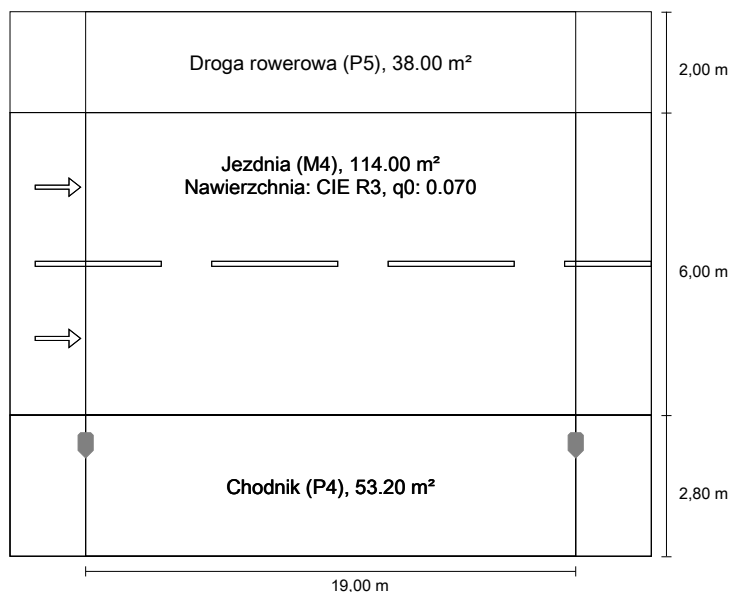 Droga rowerowa (P5), 38.00 m²
2,00 m
Jezdnia (M4), 114.00 m²
Nawierzchnia: CIE R3, q0: 0.070
6,00 m
Chodnik (P4), 53.20 m²
2,80 m
19,00 m